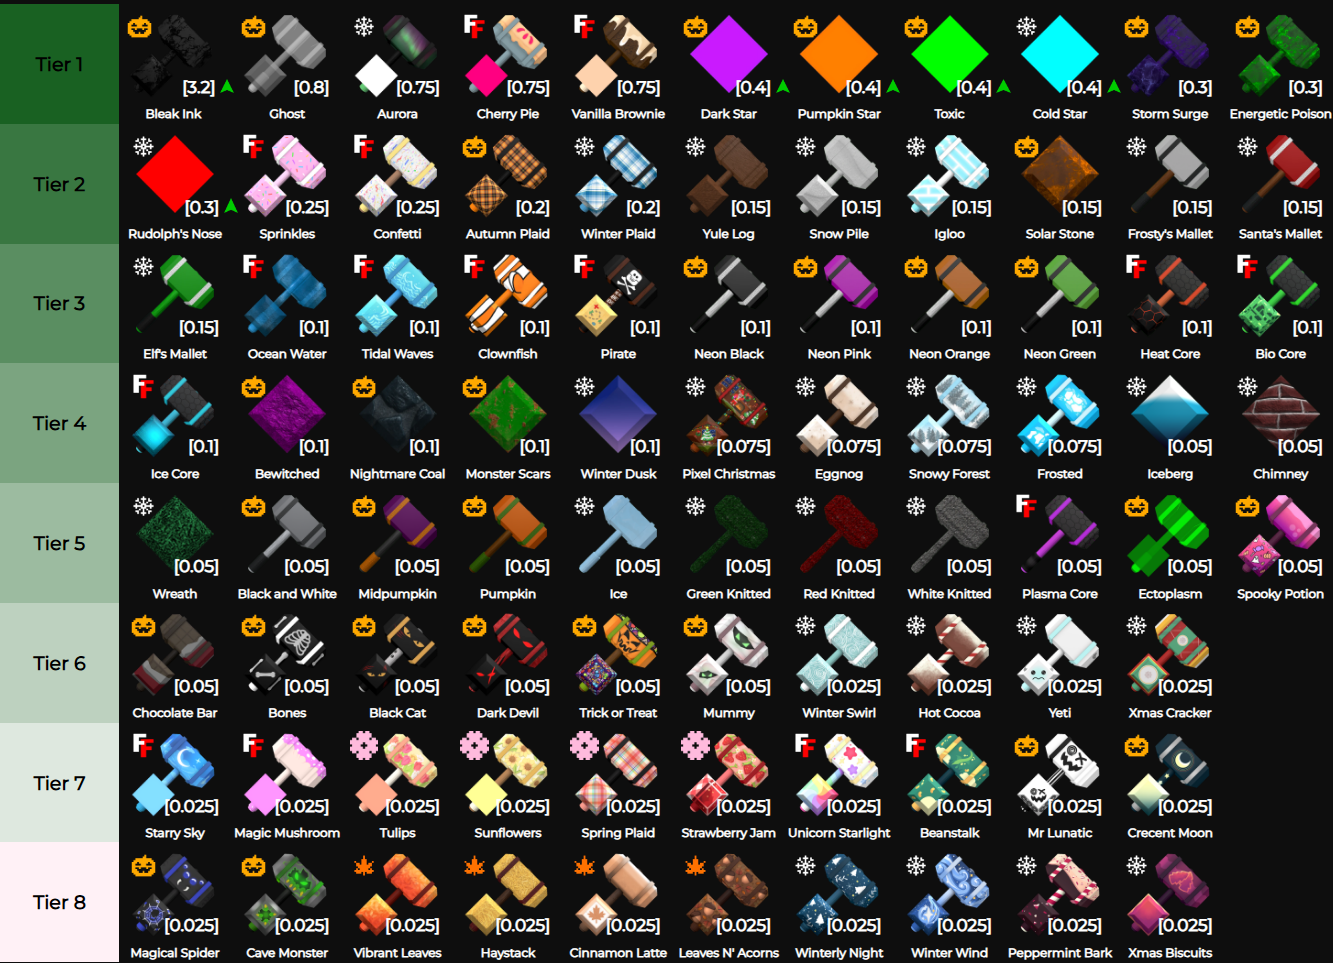 Tier 1
[3.2] [0.8] [0.75] [0.75] [0.75] [0.4] [0.4] [0.4] [0.4] [0.3] [0.3]
Bleak Ink Ghost Aurora Cherry Pie Vanilla Brownie Dark Star Pumpkin Star Toxic Cold Star Storm Surge Energetic Poison
Tier 2
[0.3] [0.25] [0.25] [0.2] [0.2] [0.15] [0.15] [0.15] [0.15] [0.15] [0.15]
Rudolph's Nose Sprinkles Confetti Autumn Plaid Winter Plaid Yule Log Snow Pile Igloo Solar Stone Frosty's Mallet Santa's Mallet
Tier 3
[0.15] [0.1] [0.1] [0.1] [0.1] [0.1] [0.1] [0.1] [0.1] [0.1] [0.1]
Elf's Mallet Ocean Water Tidal Waves Clownfish Pirate Neon Black Neon Pink Neon Orange Neon Green Heat Core Bio Core
Tier 4
[0.1] [0.1] [0.1] [0.1] [0.1] [0.075] [0.075] [0.075] [0.075] [0.05] [0.05]
Ice Core Bewitched Nightmare Coal Monster Scars Winter Dusk Pixel Christmas Eggnog Snowy Forest Frosted Iceberg Chimney
Tier 5
[0.05] [0.05] [0.05] [0.05] [0.05] [0.05] [0.05] [0.05] [0.05] [0.05] [0.05]
Wreath Black and White Midpumpkin Pumpkin Ice Green Knitted Red Knitted White Knitted Plasma Core Ectoplasm Spooky Potion
Tier 6
[0.05] [0.05] [0.05] [0.05] [0.05] [0.05] [0.025] [0.025] [0.025] [0.025]
Chocolate Bar Bones Black Cat Dark Devil Trick or Treat Mummy Winter Swirl Hot Cocoa Yeti Xmas Cracker
Tier 7
[0.025] [0.025] [0.025] [0.025] [0.025] [0.025] [0.025] [0.025] [0.025] [0.025]
Starry Sky Magic Mushroom Tulips Sunflowers Spring Plaid Strawberry Jam Unicorn Starlight Beanstalk Mr Lunatic Crecent Moon
Tier 8
[0.025] [0.025] [0.025] [0.025] [0.025] [0.025] [0.025] [0.025] [0.025] [0.025]
Magical Spider Cave Monster Vibrant Leaves Haystack Cinnamon Latte Leaves N' Acorns Winterly Night Winter Wind Peppermint Bark Xmas Biscuits